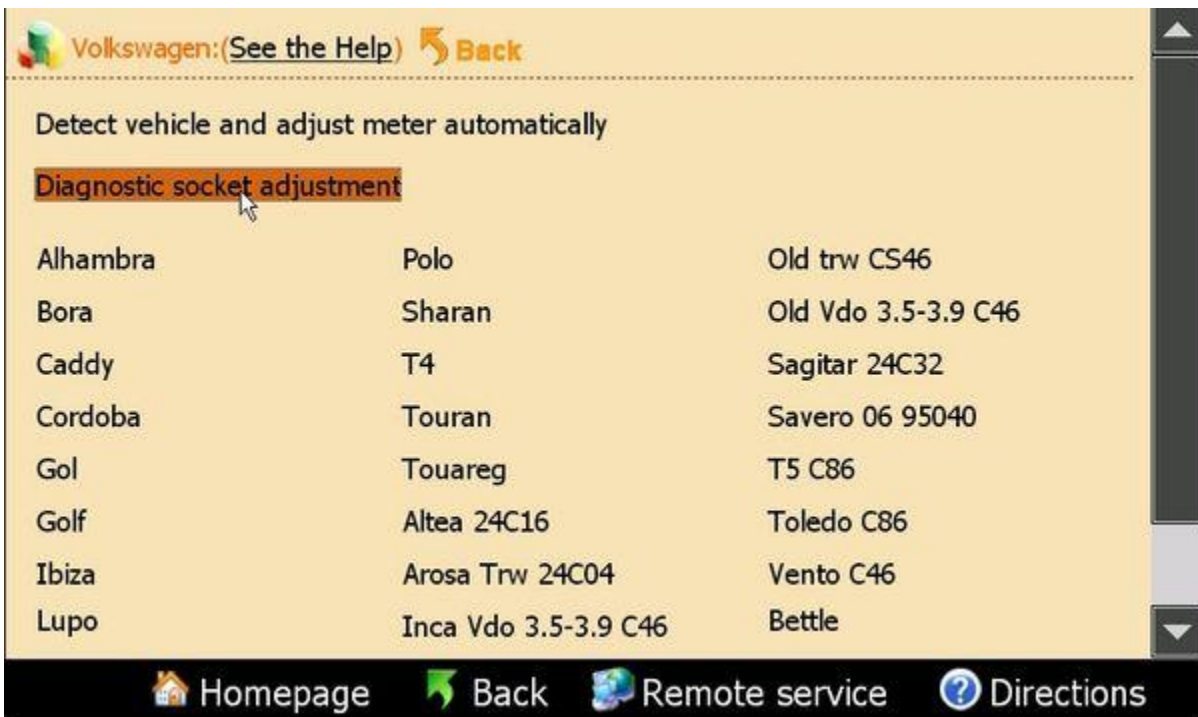 Volkswagen:(See the Help) Back
Detect vehicle and adjust meter automatically
Diagnostic socket adjustment
Alhambra Polo Old trw CS46
Bora Sharan Old Vdo 3.5-3.9 C46
Caddy T4 Sagitar 24C32
Cordoba Touran Savero 06 95040
Gol Touareg T5 C86
Golf Altea 24C16 Toledo C86
Ibiza Arosa Trw 24C04 Vento C46
Lupo Inca Vdo 3.5-3.9 C46 Bettle
Homepage Back Remote service Directions